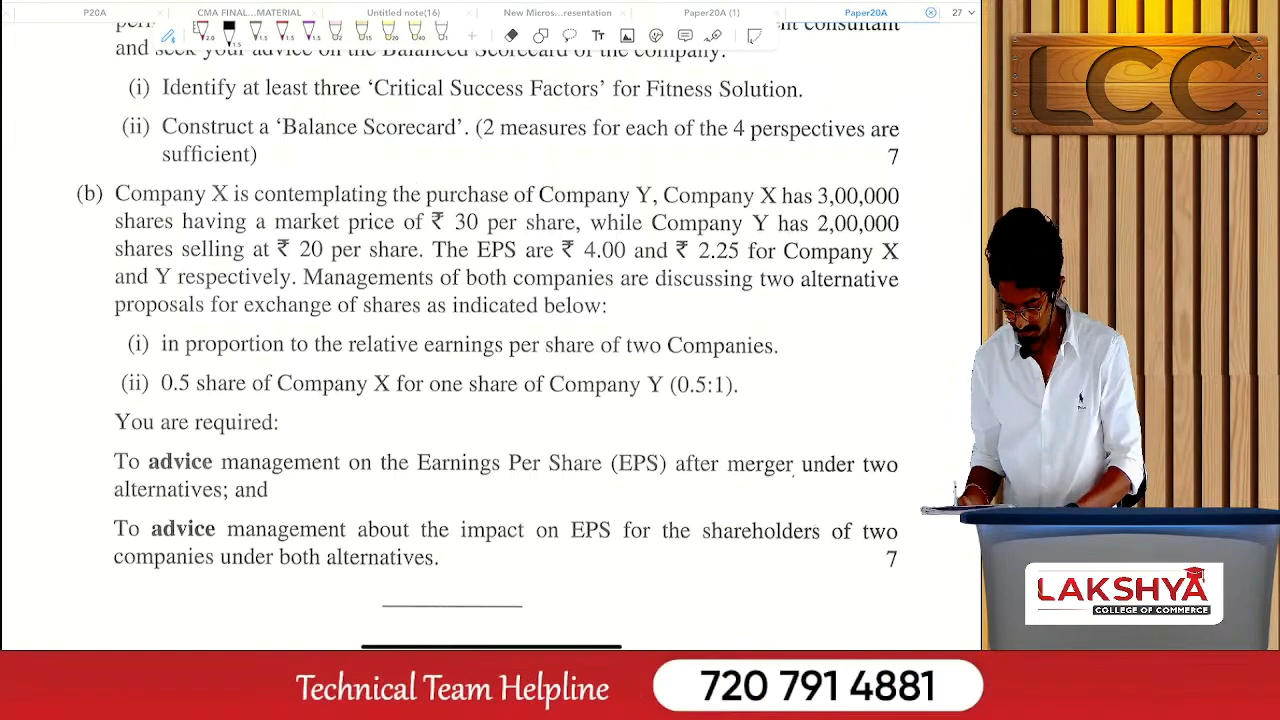 P20A
CMA FINAL...MATERIAL
Untitled note(16)
New Micros...resentation
Paper20A (1)
Paper20A
27
consultant
and seek your advice on the Balanced Scorecard of the company.
(i) Identify at least three ‘Critical Success Factors’ for Fitness Solution.
(ii) Construct a ‘Balance Scorecard’. (2 measures for each of the 4 perspectives are
sufficient)
7
(b) Company X is contemplating the purchase of Company Y, Company X has 3,00,000
shares having a market price of ₹ 30 per share, while Company Y has 2,00,000
shares selling at ₹ 20 per share. The EPS are ₹ 4.00 and ₹ 2.25 for Company X
and Y respectively. Managements of both companies are discussing two alternative
proposals for exchange of shares as indicated below:
(i) in proportion to the relative earnings per share of two Companies.
(ii) 0.5 share of Company X for one share of Company Y (0.5:1).
You are required:
To advice management on the Earnings Per Share (EPS) after merger under two
alternatives; and
To advice management about the impact on EPS for the shareholders of two
companies under both alternatives.
7
LCC
LAKSHYA
COLLEGE OF COMMERCE
Technical Team Helpline
720 791 4881